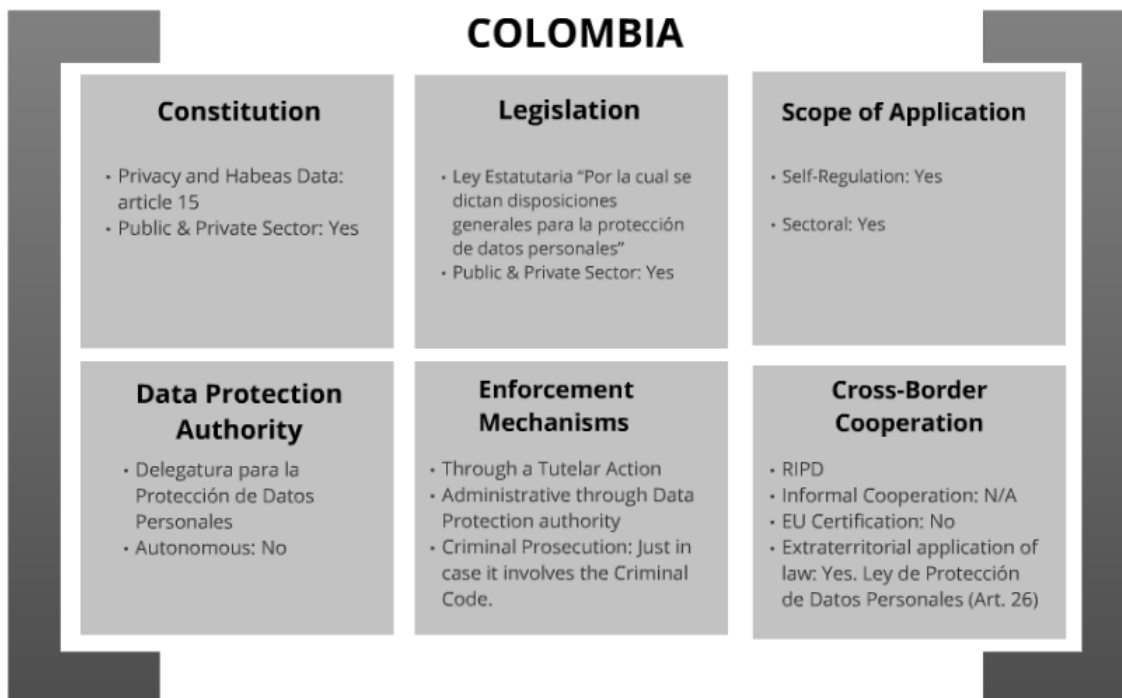 COLOMBIA
Constitution
• Privacy and Habeas Data:
article 15
• Public & Private Sector: Yes
Legislation
• Ley Estatutaria “Por la cual se
dictan disposiciones
generales para la protección
de datos personales”
• Public & Private Sector: Yes
Scope of Application
• Self-Regulation: Yes
• Sectoral: Yes
Data Protection
Authority
• Delegatura para la
Protección de Datos
Personales
• Autonomous: No
Enforcement
Mechanisms
• Through a Tutelar Action
• Administrative through Data
Protection authority
• Criminal Prosecution: Just in
case it involves the Criminal
Code.
Cross-Border
Cooperation
• RIPD
• Informal Cooperation: N/A
• EU Certification: No
• Extraterritorial application of
law: Yes. Ley de Protección
de Datos Personales (Art. 26)